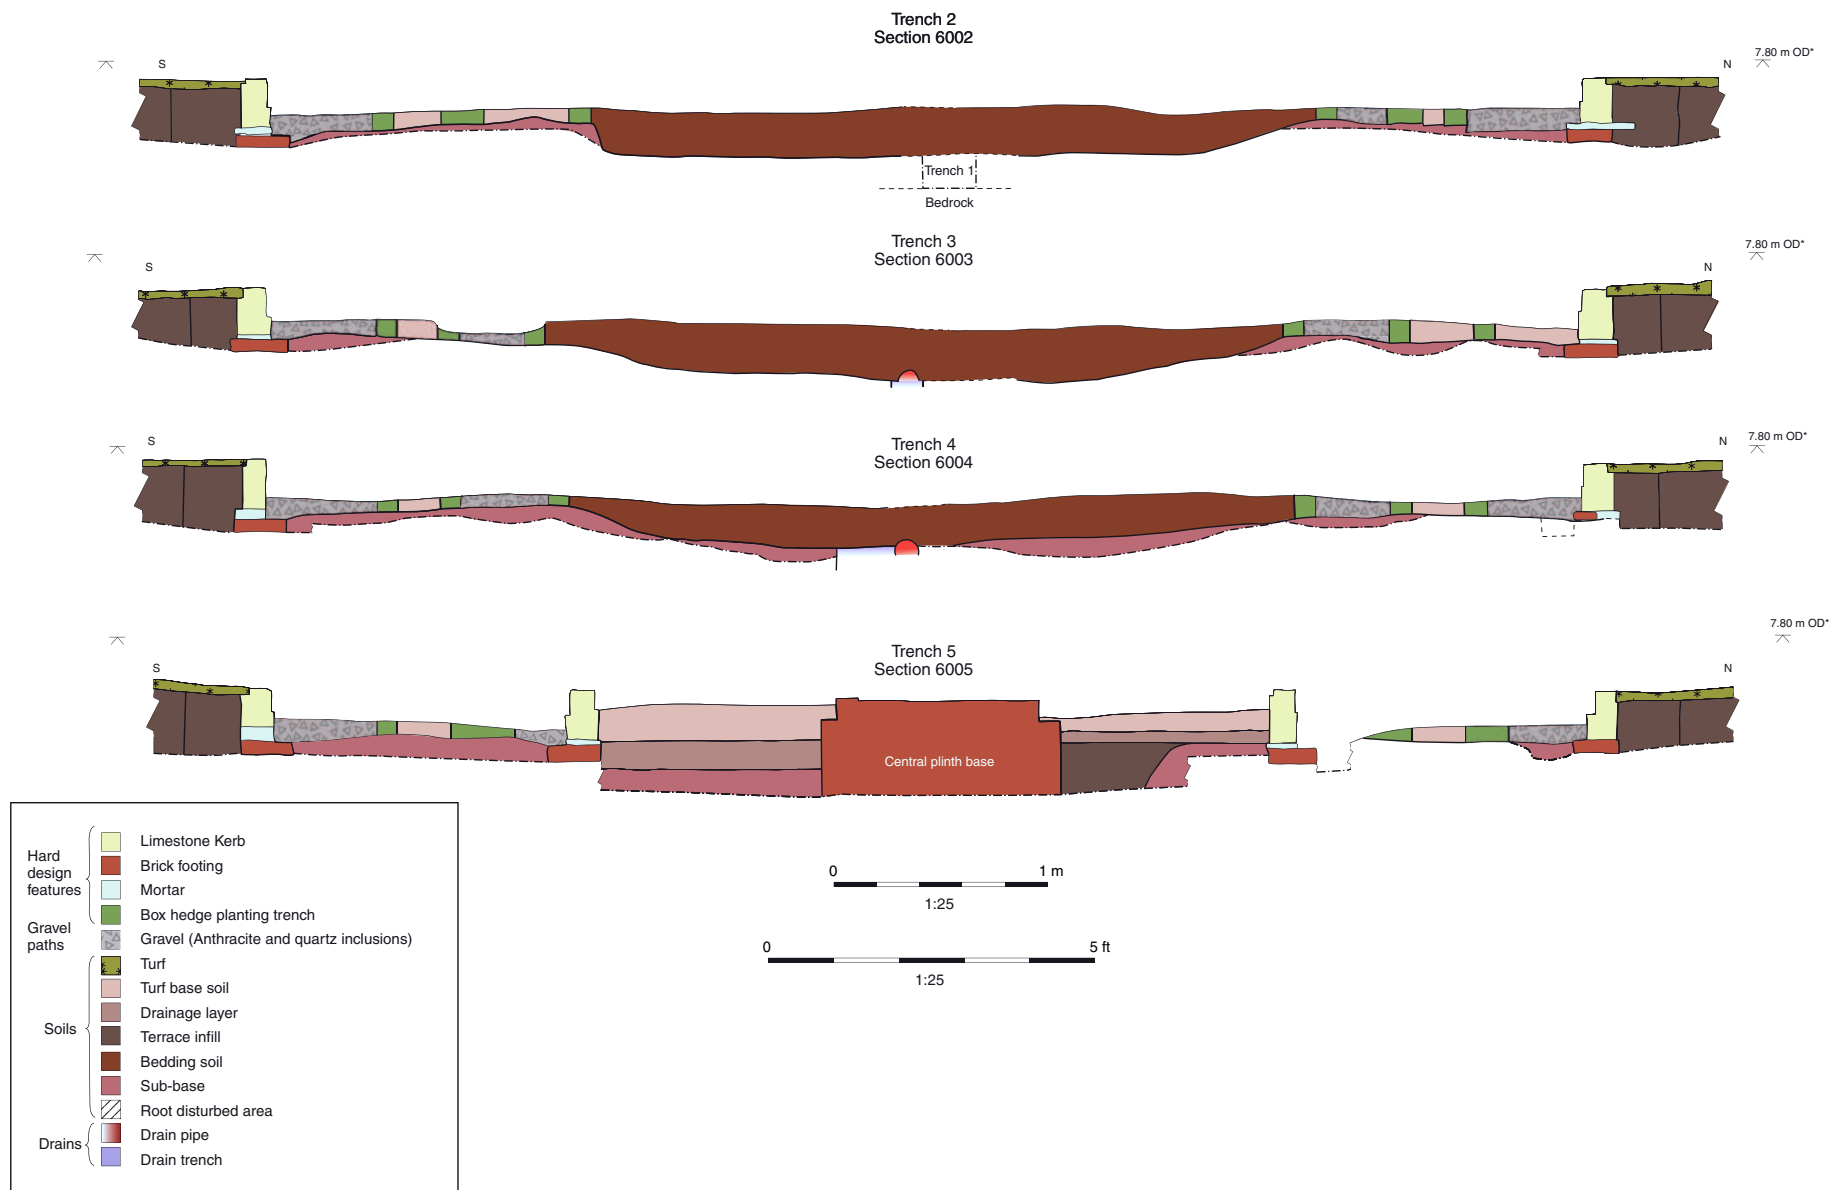 Trench 2
Section 6002
7.80 m OD*
S
N
Trench 1
Bedrock
Trench 3
Section 6003
7.80 m OD*
S
N
Trench 4
Section 6004
7.80 m OD*
S
N
Trench 5
Section 6005
7.80 m OD*
S
N
Central plinth base
Hard
design
features
Limestone Kerb
Brick footing
Mortar
Box hedge planting trench
Gravel
paths
Gravel (Anthracite and quartz inclusions)
Soils
Turf
Turf base soil
Drainage layer
Terrace infill
Bedding soil
Sub-base
Root disturbed area
Drains
Drain pipe
Drain trench
0 1 m
1:25
0 5 ft
1:25